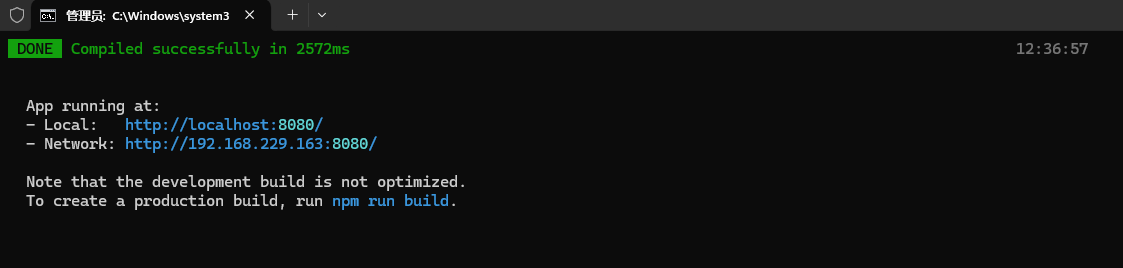 管理员: C:\Windows\system3
DONE Compiled successfully in 2572ms 12:36:57
App running at:
- Local: http://localhost:8080/
- Network: http://192.168.229.163:8080/
Note that the development build is not optimized.
To create a production build, run npm run build.